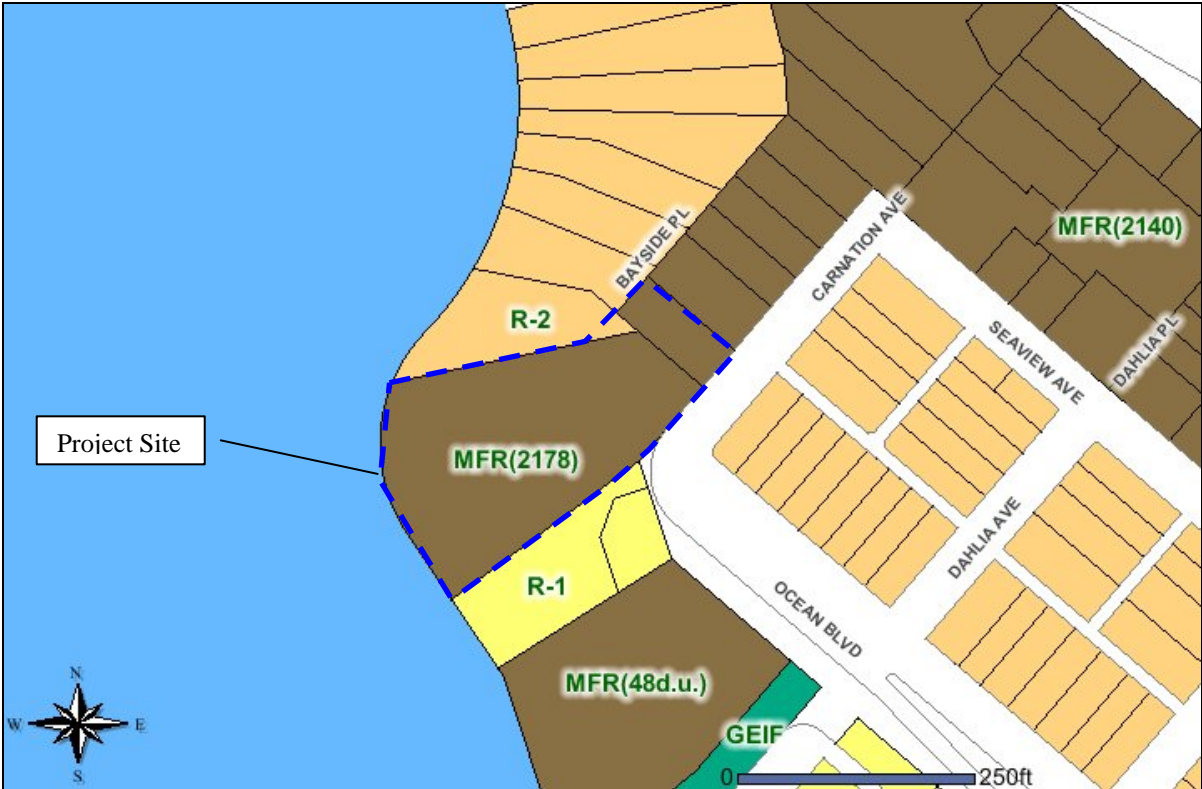 BAYSIDE PL
CARNATION AVE
MFR(2140)
R-2
SEAVIEW AVE
DAHLIA PL
Project Site
MFR(2178)
DAHLIA AVE
R-1
OCEAN BLVD
MFR(48d.u.)
N
W E
S
GEIF
0 250ft